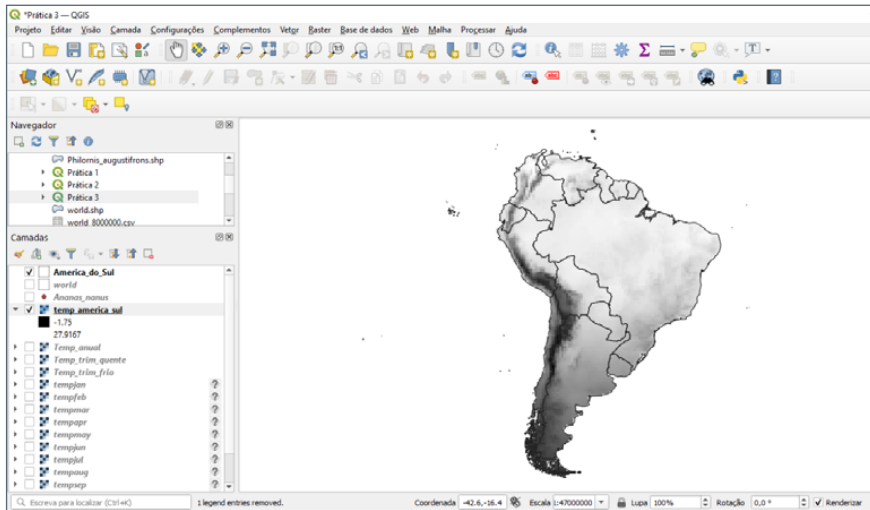 *Prática 3 — QGIS
Projeto Editar Visão Camada Configurações Complementos Vetor Raster Base de dados Web Malha Processar Ajuda
Navegador
Philornis_augustifrons.shp
Prática 1
Prática 2
Prática 3
world.shp
world_8000000.csv
Camadas
America_do_Sul
world
Ananas_nanus
temp_america_sul
-1.75
27.9167
Temp_anual
Temp_trim_quente
Temp_trim_frio
tempjan
tempfeb
tempmar
tempapr
tempmay
tempjun
tempjul
tempaug
tempsep
Escreva para localizar (Ctrl+K) 1 legend entries removed. Coordenada -42.6,-16.4 Escala 1:47000000 Lupa 100% Rotação 0,0 ° Renderizar